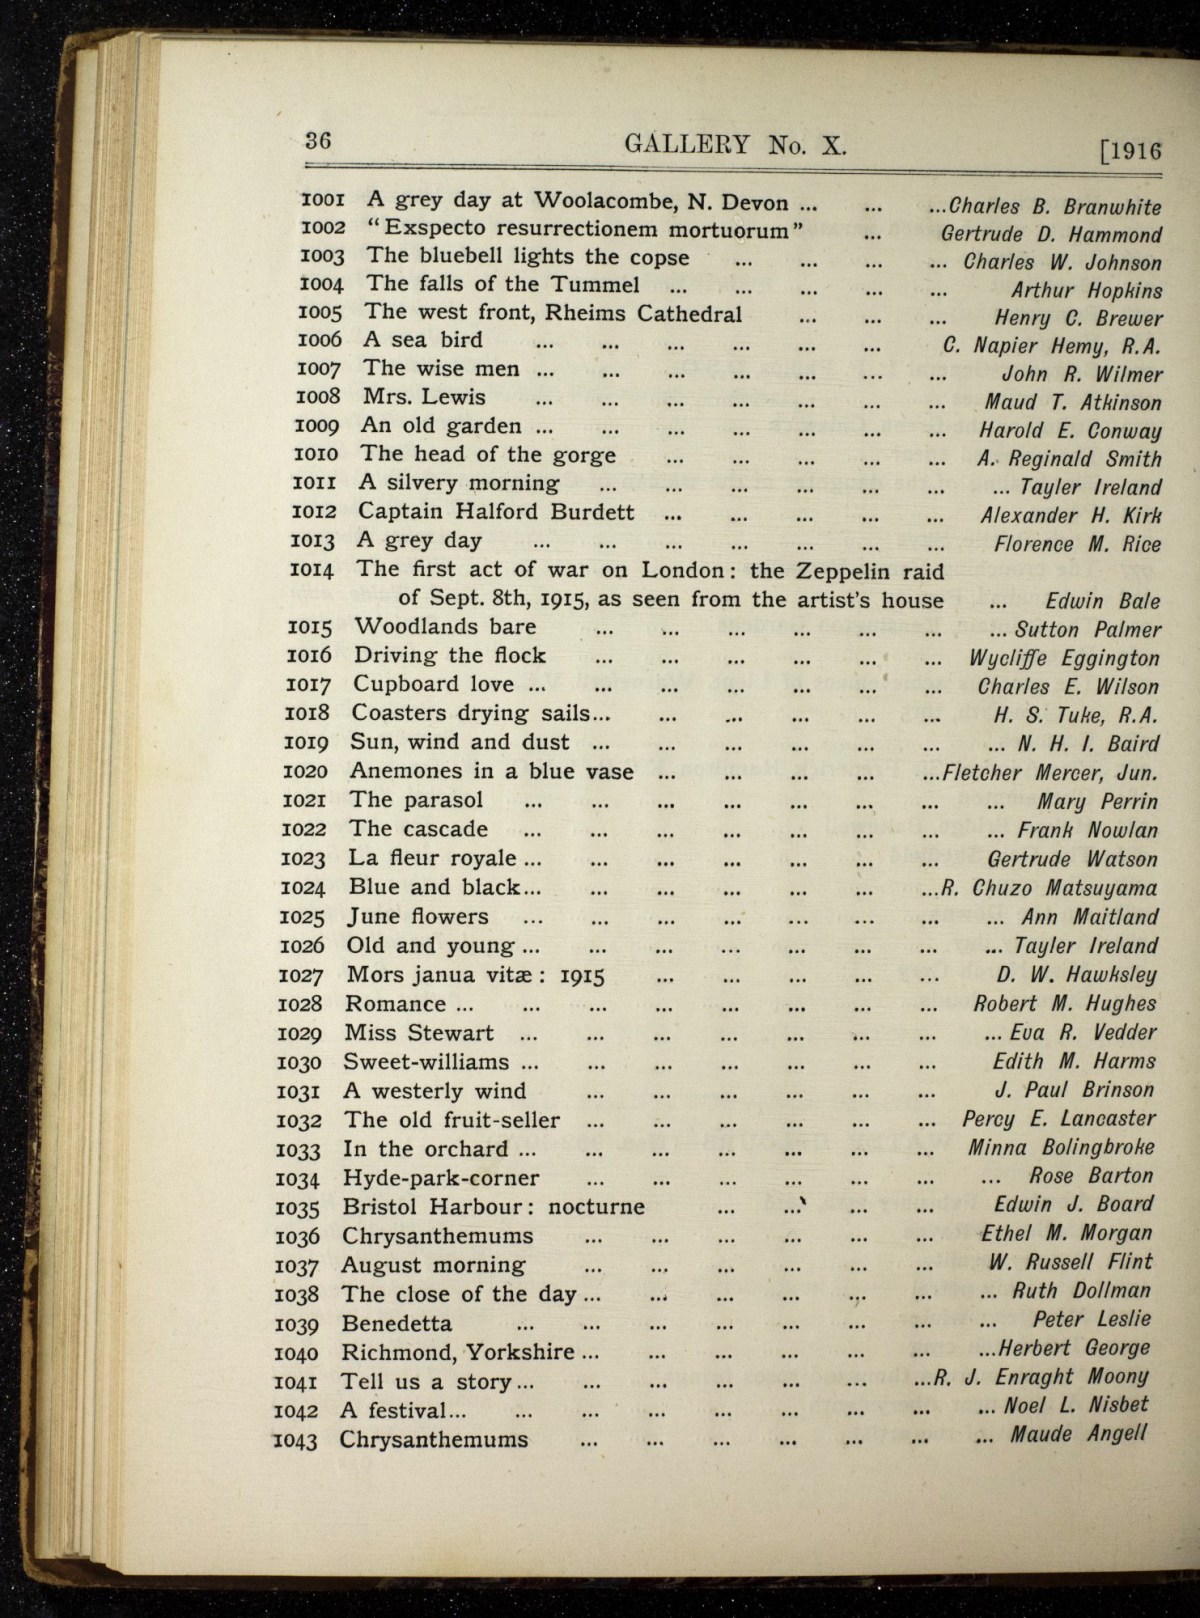 36 GALLERY No. X. [1916
1001 A grey day at Woolacombe, N. Devon ... ... ...Charles B. Branwhite
1002 “Exspecto resurrectionem mortuorum” ... Gertrude D. Hammond
1003 The bluebell lights the copse ... ... ... ... Charles W. Johnson
1004 The falls of the Tummel ... ... ... ... ... Arthur Hopkins
1005 The west front, Rheims Cathedral ... ... ... Henry C. Brewer
1006 A sea bird ... ... ... ... ... ... C. Napier Hemy, R.A.
1007 The wise men ... ... ... ... ... ... ... John R. Wilmer
1008 Mrs. Lewis ... ... ... ... ... ... ... Maud T. Atkinson
1009 An old garden ... ... ... ... ... ... ... Harold E. Conway
1010 The head of the gorge ... ... ... ... ... A. Reginald Smith
1011 A silvery morning ... ... ... ... ... ... ... Tayler Ireland
1012 Captain Halford Burdett ... ... ... ... ... Alexander H. Kirk
1013 A grey day ... ... ... ... ... ... ... Florence M. Rice
1014 The first act of war on London: the Zeppelin raid
of Sept. 8th, 1915, as seen from the artist's house ... Edwin Bale
1015 Woodlands bare ... ... ... ... ... ... ... Sutton Palmer
1016 Driving the flock ... ... ... ... ... ... Wycliffe Eggington
1017 Cupboard love ... ... ... ... ... ... ... Charles E. Wilson
1018 Coasters drying sails... ... ... ... ... ... H. S. Tuke, R.A.
1019 Sun, wind and dust ... ... ... ... ... ... ... N. H. I. Baird
1020 Anemones in a blue vase ... ... ... ... ...Fletcher Mercer, Jun.
1021 The parasol ... ... ... ... ... ... ... ... Mary Perrin
1022 The cascade ... ... ... ... ... ... ... ... Frank Nowlan
1023 La fleur royale ... ... ... ... ... ... ... Gertrude Watson
1024 Blue and black... ... ... ... ... ... ...R. Chuzo Matsuyama
1025 June flowers ... ... ... ... ... ... ... ... Ann Maitland
1026 Old and young ... ... ... ... ... ... ... ... Tayler Ireland
1027 Mors janua vitæ: 1915 ... ... ... ... ... D. W. Hawksley
1028 Romance ... ... ... ... ... ... ... ... Robert M. Hughes
1029 Miss Stewart ... ... ... ... ... ... ... ... Eva R. Vedder
1030 Sweet-williams ... ... ... ... ... ... ... Edith M. Harms
1031 A westerly wind ... ... ... ... ... ... J. Paul Brinson
1032 The old fruit-seller ... ... ... ... ... ... Percy E. Lancaster
1033 In the orchard ... ... ... ... ... ... ... Minna Bolingbroke
1034 Hyde-park-corner ... ... ... ... ... ... ... Rose Barton
1035 Bristol Harbour: nocturne ... ... ... ... Edwin J. Board
1036 Chrysanthemums ... ... ... ... ... ... Ethel M. Morgan
1037 August morning ... ... ... ... ... ... W. Russell Flint
1038 The close of the day ... ... ... ... ... ... ... Ruth Dollman
1039 Benedetta ... ... ... ... ... ... ... ... Peter Leslie
1040 Richmond, Yorkshire ... ... ... ... ... ... ...Herbert George
1041 Tell us a story... ... ... ... ... ... ...R. J. Enraght Moony
1042 A festival... ... ... ... ... ... ... ... ... Noel L. Nisbet
1043 Chrysanthemums ... ... ... ... ... ... ... Maude Angell